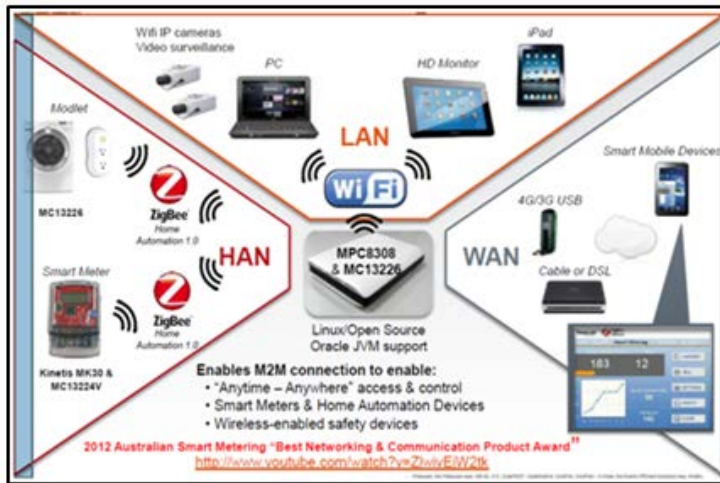 Wifi IP cameras
Video surveillance
PC
HD Monitor
iPad
LAN
WiFi
Modlet
MC13226
ZigBee
Home
Automation 1.0
HAN
Smart Meter
ZigBee
Home
Automation 1.0
Kinetis MK30 &
MC13224V
MPC8308
& MC13226
Linux/Open Source
Oracle JVM support
WAN
Smart Mobile Devices
4G/3G USB
Cable or DSL
183
12
Enables M2M connection to enable:
• "Anytime – Anywhere" access & control
• Smart Meters & Home Automation Devices
• Wireless-enabled safety devices
2012 Australian Smart Metering "Best Networking & Communication Product Award"